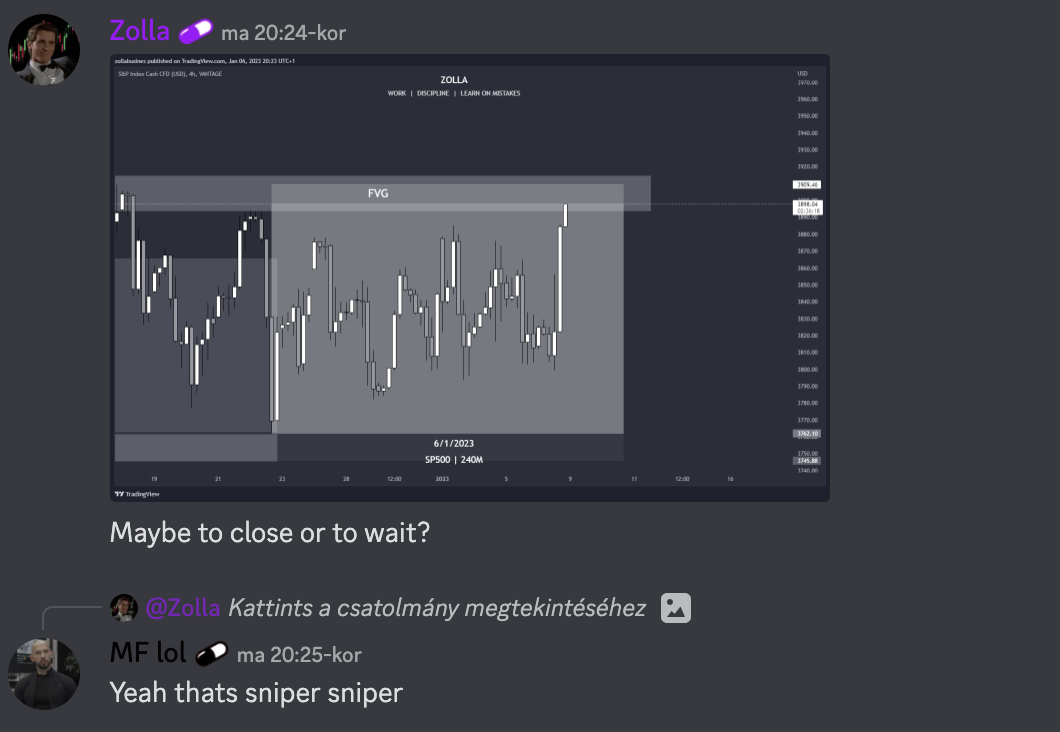 Zolla ma 20:24-kor
zollabusines published on TradingView.com, Jan 06, 2023 20:23 UTC+1
S&P Index Cash CFD (USD), 4h, VANTAGE
ZOLLA
WORK | DISCIPLINE | LEARN ON MISTAKES
USD
3970.00
3960.00
3950.00
3940.00
3930.00
3920.00
3909.46
FVG
3898.04
02:36:18
3890.00
3880.00
3870.00
3860.00
3850.00
3840.00
3830.00
3820.00
3810.00
3800.00
3790.00
3780.00
3770.00
3762.10
6/1/2023
3750.00
SP500 | 240M
3745.88
3740.00
19 21 23 28 12:00 2023 5 9 11 12:00 16
TradingView
Maybe to close or to wait?
@Zolla Kattints a csatolmány megtekintéséhez
MF lol ma 20:25-kor
Yeah thats sniper sniper